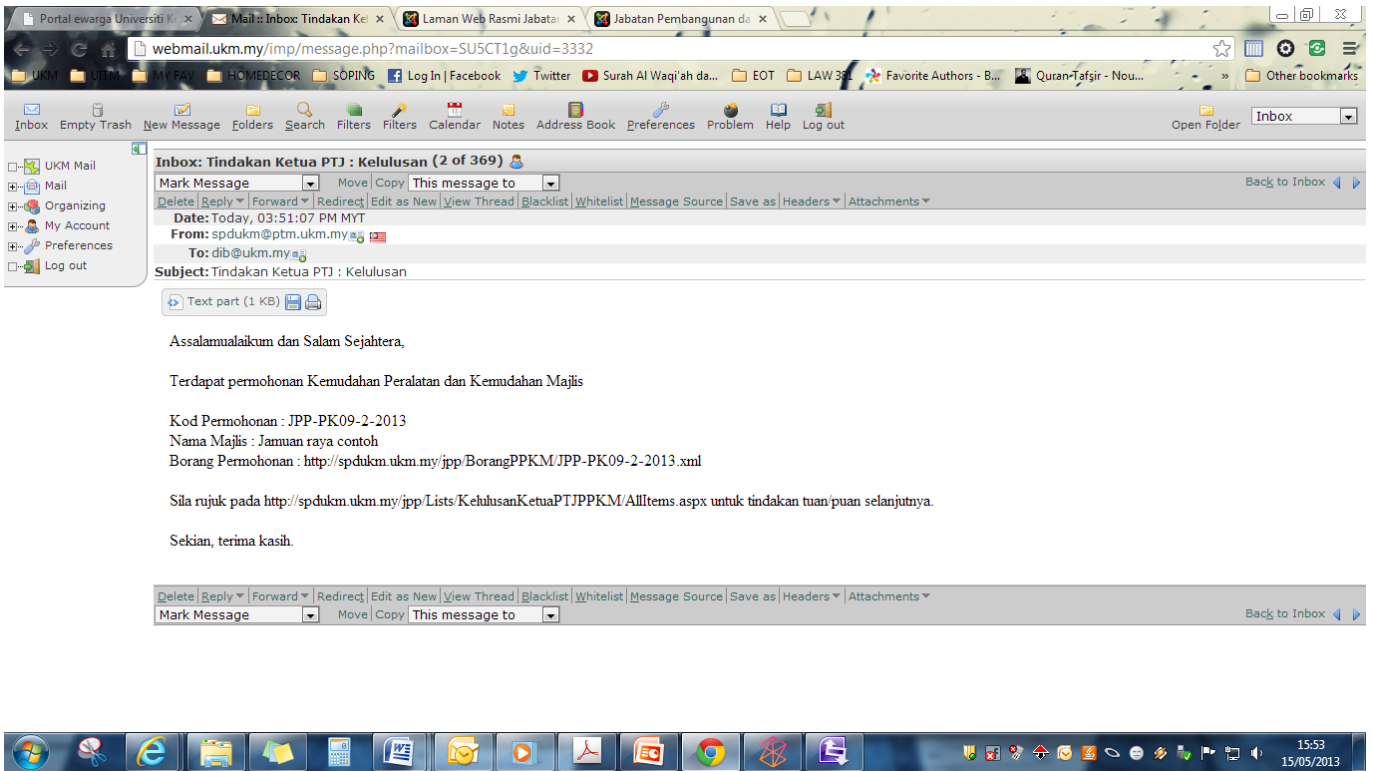 Portal ewarga Universiti K
Mail :: Inbox: Tindakan Ket
Laman Web Rasmi Jabatan
Jabatan Pembangunan da
webmail.ukm.my/imp/message.php?mailbox=SU5CT1g&uid=3332
UKM UITM MY FAV HOMEDECOR SOPING Log In | Facebook Twitter Surah Al Waqi'ah da... EOT LAW 381 Favorite Authors - B... Quran-Tafsir - Nou... » Other bookmarks
Inbox Empty Trash New Message Folders Search Filters Filters Calendar Notes Address Book Preferences Problem Help Log out Open Folder Inbox
UKM Mail
Mail
Organizing
My Account
Preferences
Log out
Inbox: Tindakan Ketua PTJ : Kelulusan (2 of 369)
Mark Message Move | Copy This message to Back to Inbox
Delete | Reply | Forward | Redirect | Edit as New | View Thread | Blacklist | Whitelist | Message Source | Save as | Headers | Attachments
Date: Today, 03:51:07 PM MYT
From: spdukm@ptm.ukm.my
To: dib@ukm.my
Subject: Tindakan Ketua PTJ : Kelulusan
Text part (1 KB)
Assalamualaikum dan Salam Sejahtera,
Terdapat permohonan Kemudahan Peralatan dan Kemudahan Majlis
Kod Permohonan : JPP-PK09-2-2013
Nama Majlis : Jamuan raya contoh
Borang Permohonan : http://spdukm.ukm.my/jpp/BorangPPKM/JPP-PK09-2-2013.xml
Sila rujuk pada http://spdukm.ukm.my/jpp/Lists/KelulusanKetuaPTJPPKM/AllItems.aspx untuk tindakan tuan/puan selanjutnya.
Sekian, terima kasih.
Delete | Reply | Forward | Redirect | Edit as New | View Thread | Blacklist | Whitelist | Message Source | Save as | Headers | Attachments
Mark Message Move | Copy This message to Back to Inbox
15:53
15/05/2013